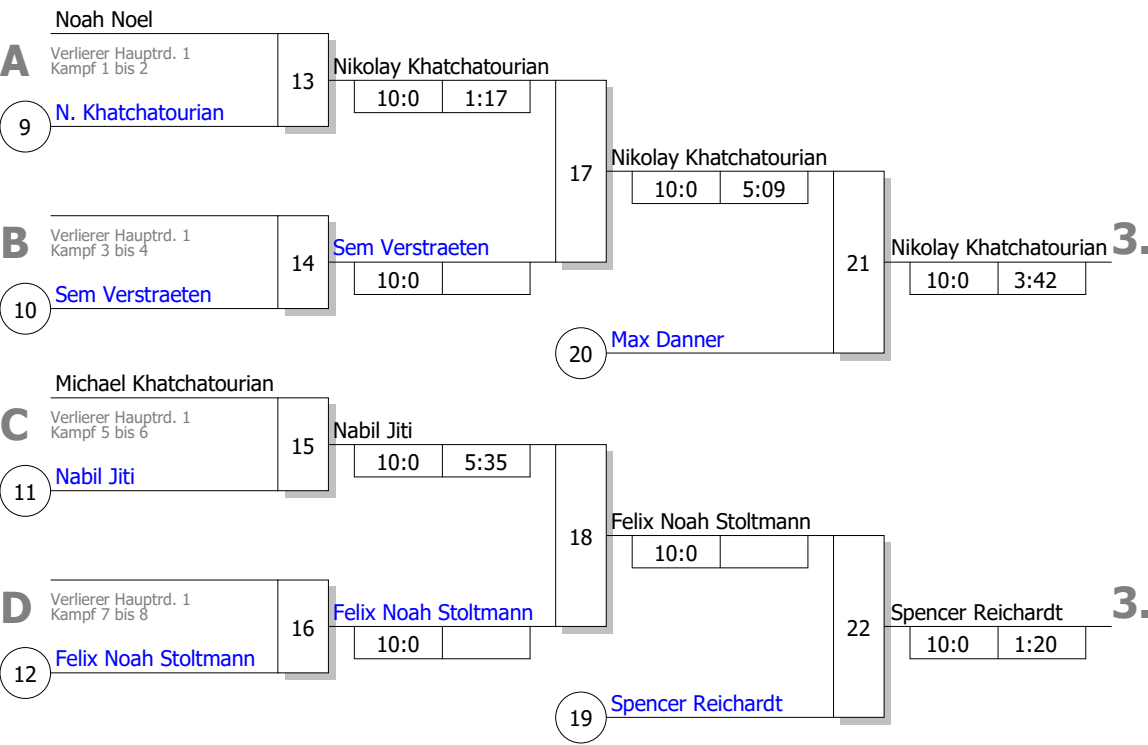 Noah Noel
A
Verlierer Hauptrd. 1
Kampf 1 bis 2
13
Nikolay Khatchatourian
10:0 1:17
9
N. Khatchatourian
17
Nikolay Khatchatourian
10:0 5:09
B
Verlierer Hauptrd. 1
Kampf 3 bis 4
14
Sem Verstraeten
10:0
10
Sem Verstraeten
21
Nikolay Khatchatourian
3.
10:0 3:42
20
Max Danner
Michael Khatchatourian
C
Verlierer Hauptrd. 1
Kampf 5 bis 6
15
Nabil Jiti
10:0 5:35
11
Nabil Jiti
18
Felix Noah Stoltmann
10:0
D
Verlierer Hauptrd. 1
Kampf 7 bis 8
16
Felix Noah Stoltmann
10:0
12
Felix Noah Stoltmann
22
Spencer Reichardt
3.
10:0 1:20
19
Spencer Reichardt